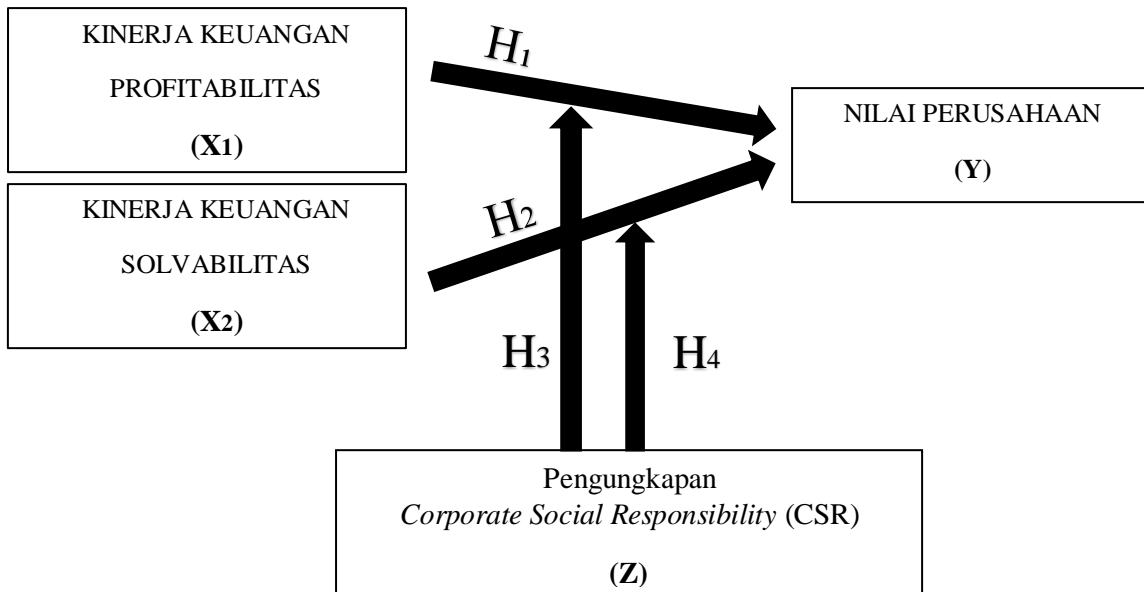 KINERJA KEUANGAN
PROFITABILITAS
(X1)
H1
NILAI PERUSAHAAN
(Y)
KINERJA KEUANGAN
SOLVABILITAS
(X2)
H2
H3
H4
Pengungkapan
Corporate Social Responsibility (CSR)
(Z)